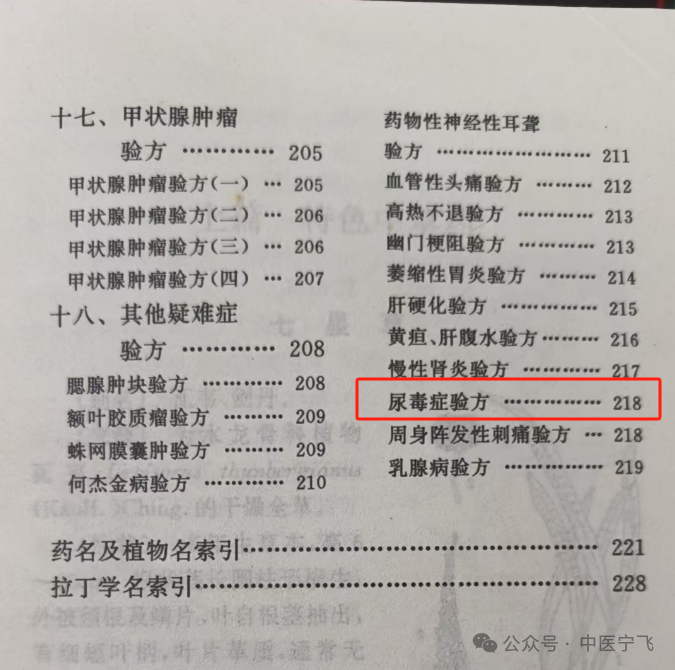 十七、甲状腺肿瘤
验方 ………… 205
甲状腺肿瘤验方(一) … 205
甲状腺肿瘤验方(二) … 206
甲状腺肿瘤验方(三) … 206
甲状腺肿瘤验方(四) … 207
十八、其他疑难症
验方 ………… 208
腮腺肿块验方 ………… 208
额叶胶质瘤验方 ……… 209
蛛网膜囊肿验方 ……… 209
何杰金病验方 ………… 210
药物性神经性耳聋
验方 …………………… 211
血管性头痛验方 ……… 212
高热不退验方 ………… 213
幽门梗阻验方 ………… 213
萎缩性胃炎验方 ……… 214
肝硬化验方 …………… 215
黄疸、肝腹水验方 ……… 216
慢性肾炎验方 ………… 217
尿毒症验方 …………… 218
周身阵发性刺痛验方 … 218
乳腺病验方 …………… 219
药名及植物名索引 ……………………………… 221
拉丁学名索引 …………………………………… 228
公众号 · 中医宁飞